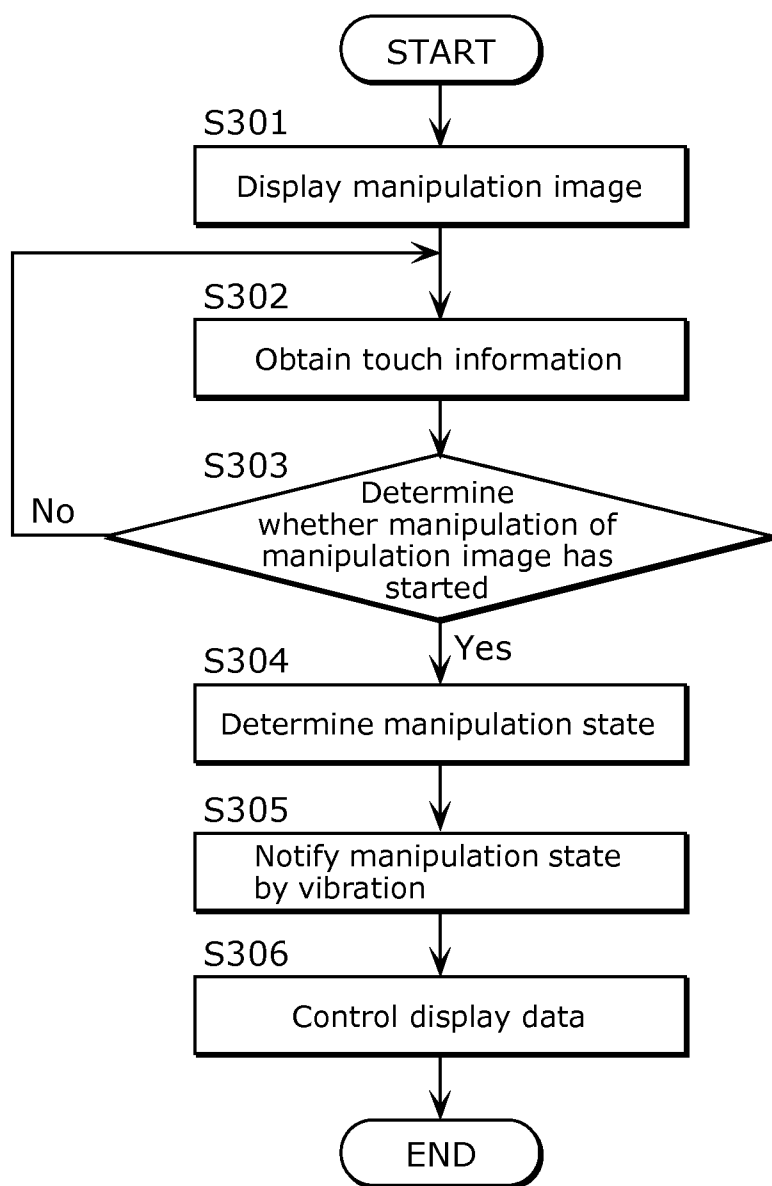 START
S301
Display manipulation image
S302
Obtain touch information
S303
Determine
whether manipulation of
manipulation image has
started
No
Yes
S304
Determine manipulation state
S305
Notify manipulation state
by vibration
S306
Control display data
END